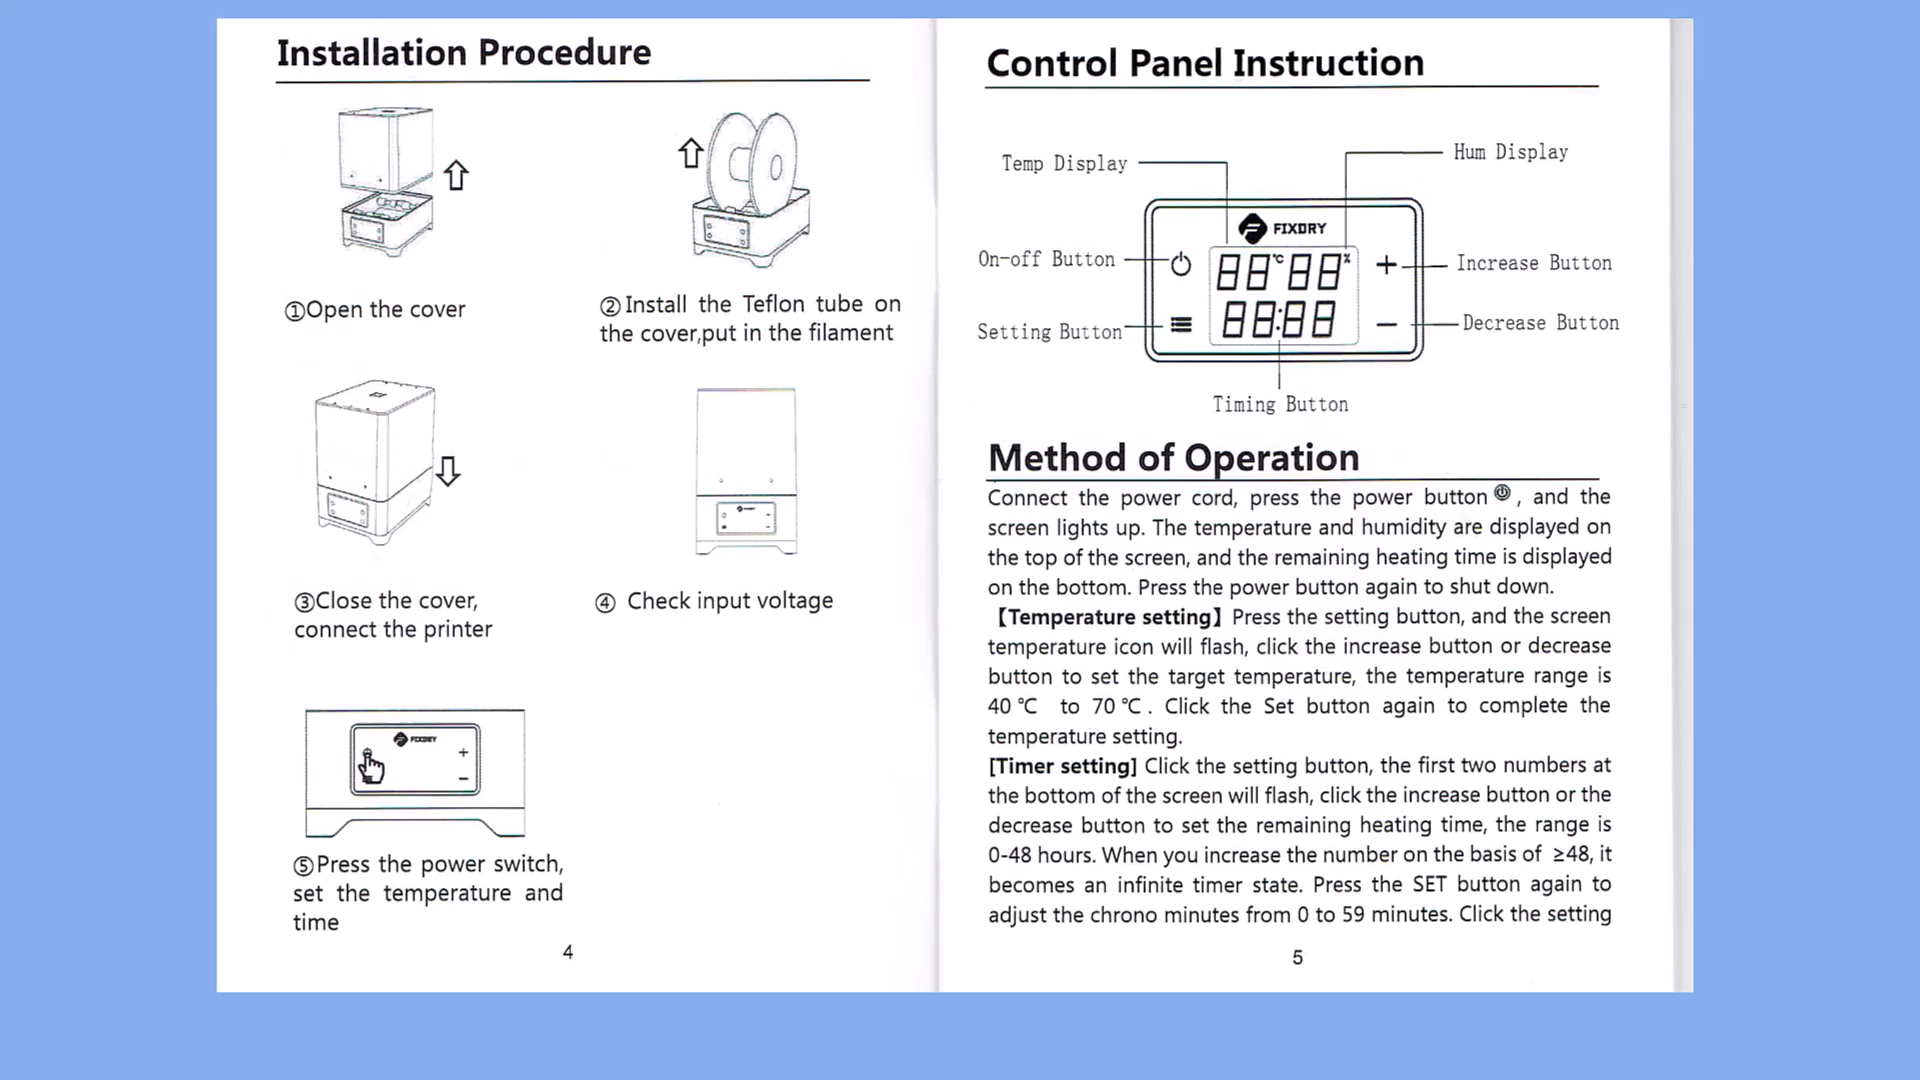 Installation Procedure
①Open the cover
②Install the Teflon tube on
the cover,put in the filament
③Close the cover,
connect the printer
④ Check input voltage
FIXDRY
⑤Press the power switch,
set the temperature and
time
4
Control Panel Instruction
Temp Display
Hum Display
FIXDRY
On-off Button
88℃88%
Increase Button
Setting Button
88:88
Decrease Button
Timing Button
Method of Operation
Connect the power cord, press the power button , and the
screen lights up. The temperature and humidity are displayed on
the top of the screen, and the remaining heating time is displayed
on the bottom. Press the power button again to shut down.
【Temperature setting】Press the setting button, and the screen
temperature icon will flash, click the increase button or decrease
button to set the target temperature, the temperature range is
40 ℃ to 70 ℃. Click the Set button again to complete the
temperature setting.
[Timer setting] Click the setting button, the first two numbers at
the bottom of the screen will flash, click the increase button or the
decrease button to set the remaining heating time, the range is
0-48 hours. When you increase the number on the basis of ≥48, it
becomes an infinite timer state. Press the SET button again to
adjust the chrono minutes from 0 to 59 minutes. Click the setting
5